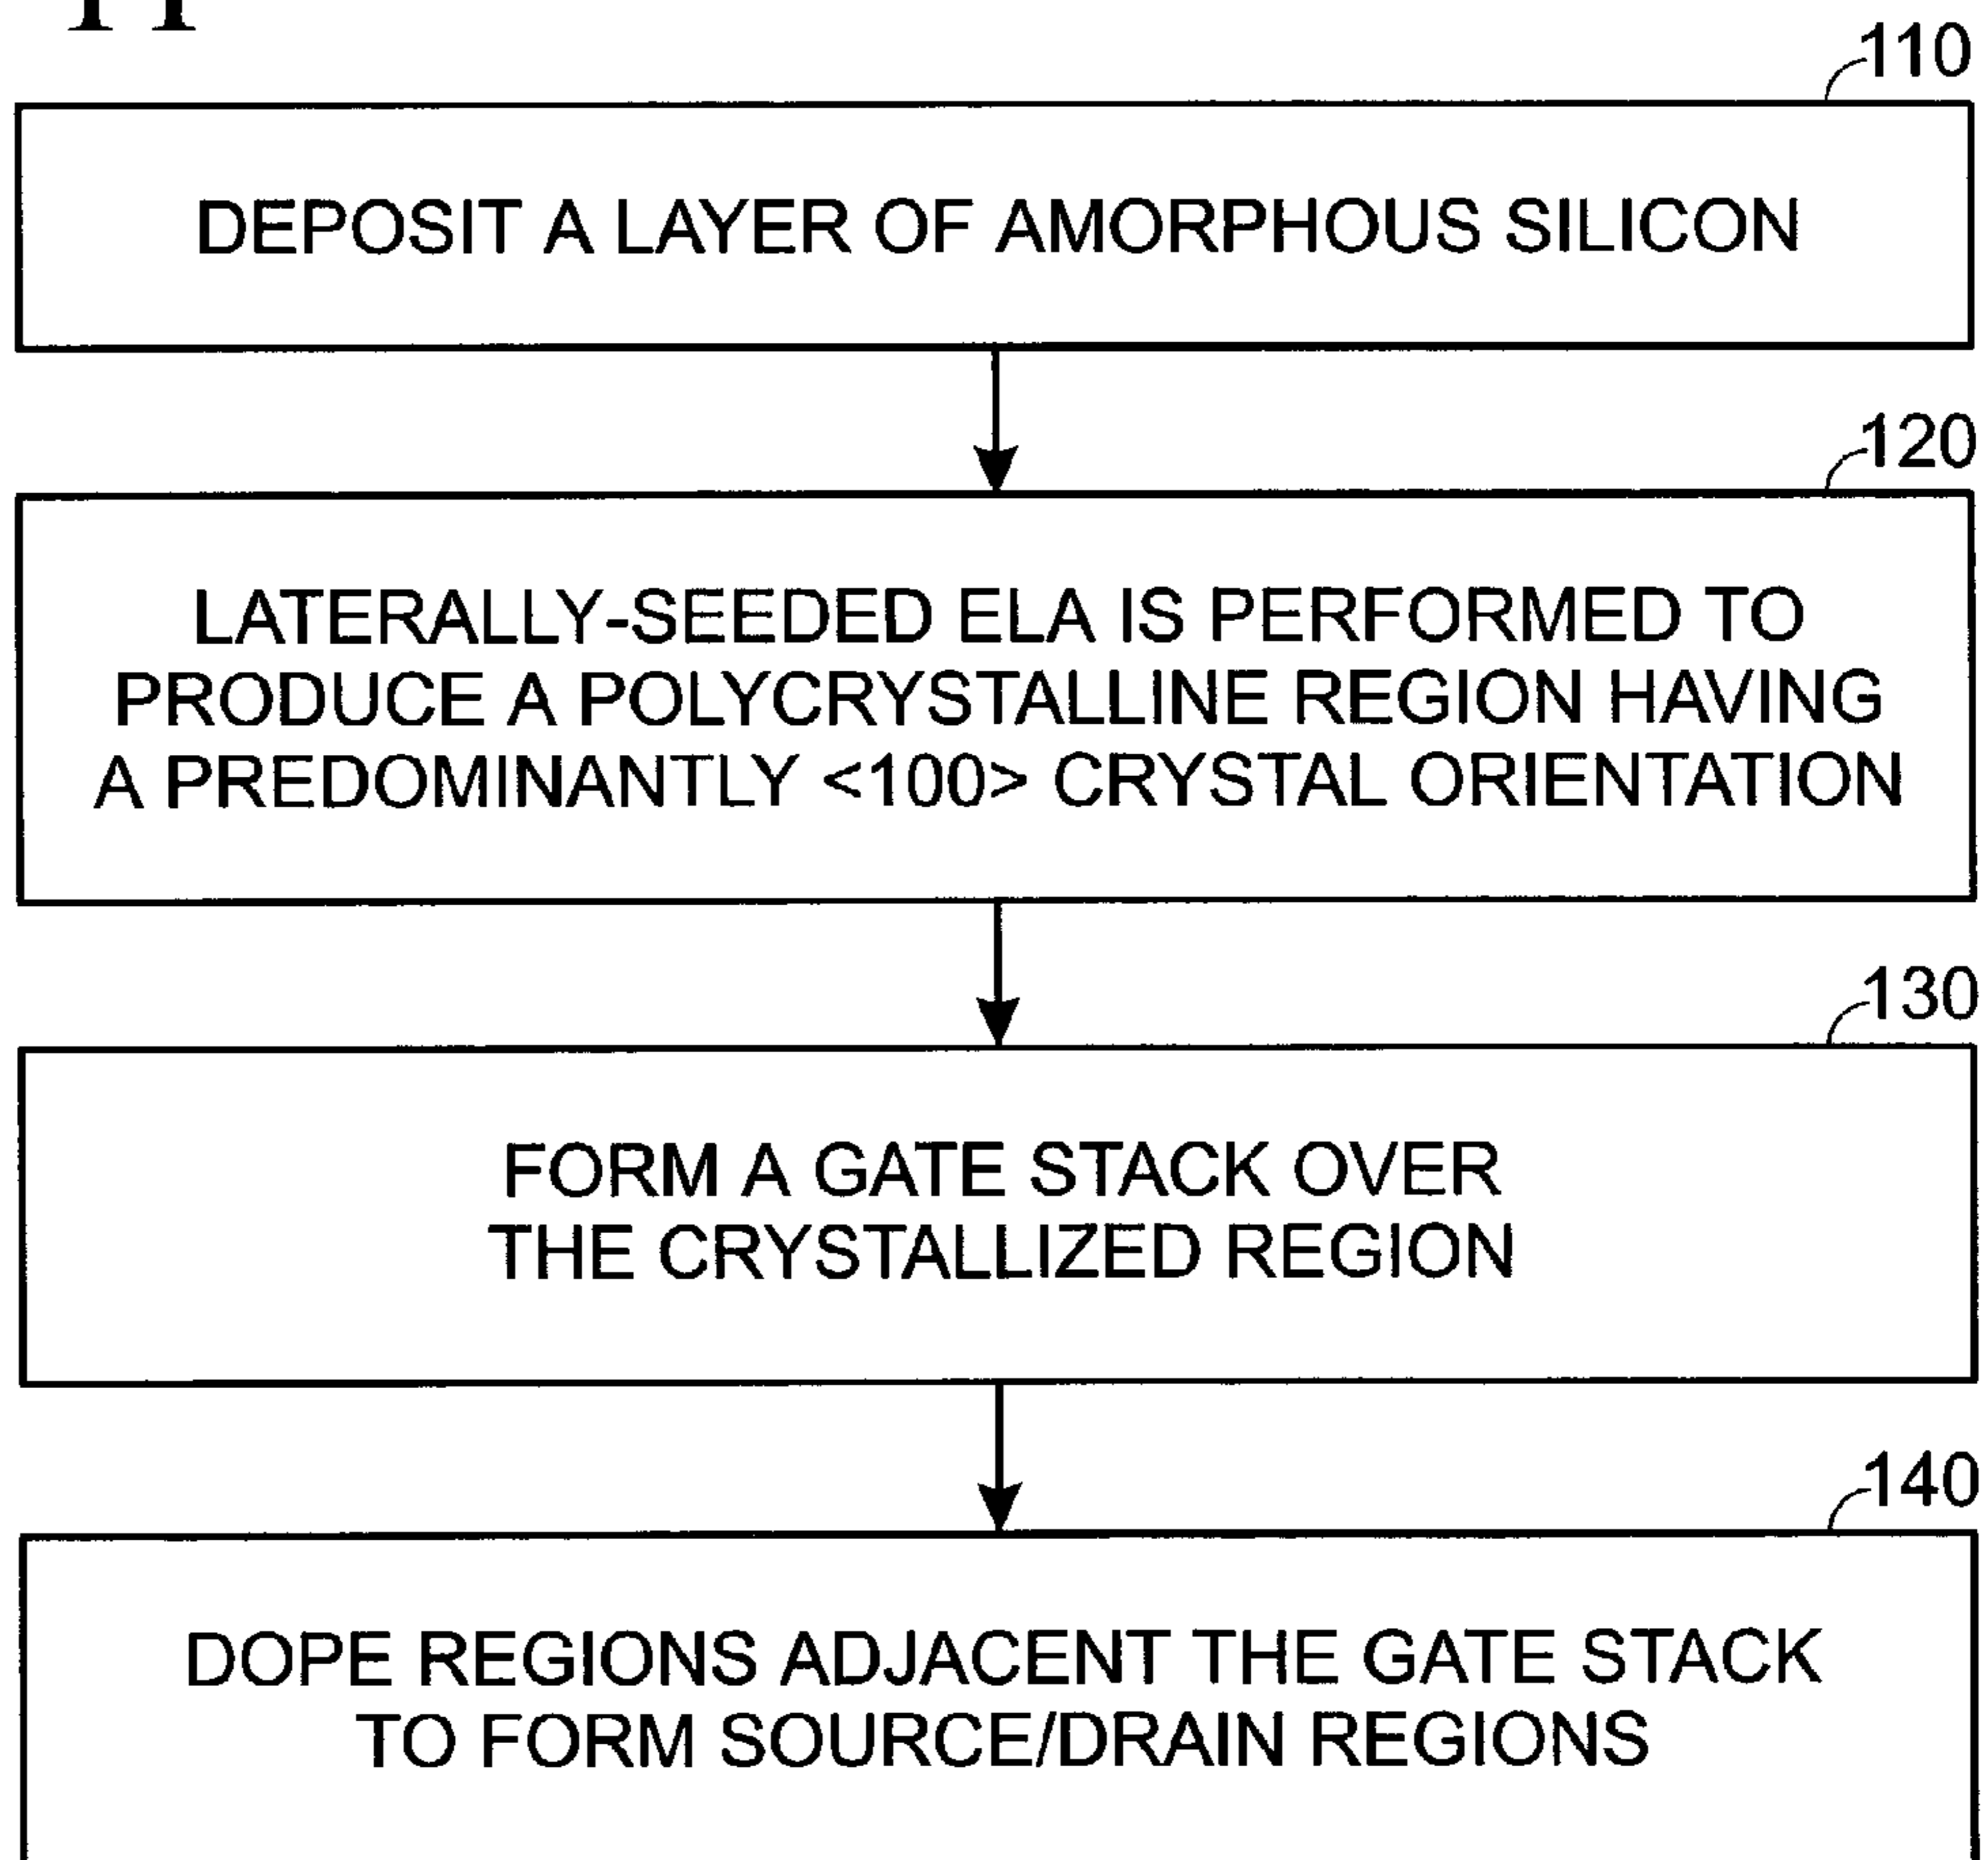 110
DEPOSIT A LAYER OF AMORPHOUS SILICON
120
LATERALLY-SEEDED ELA IS PERFORMED TO
PRODUCE A POLYCRYSTALLINE REGION HAVING
A PREDOMINANTLY <100> CRYSTAL ORIENTATION
130
FORM A GATE STACK OVER
THE CRYSTALLIZED REGION
140
DOPE REGIONS ADJACENT THE GATE STACK
TO FORM SOURCE/DRAIN REGIONS